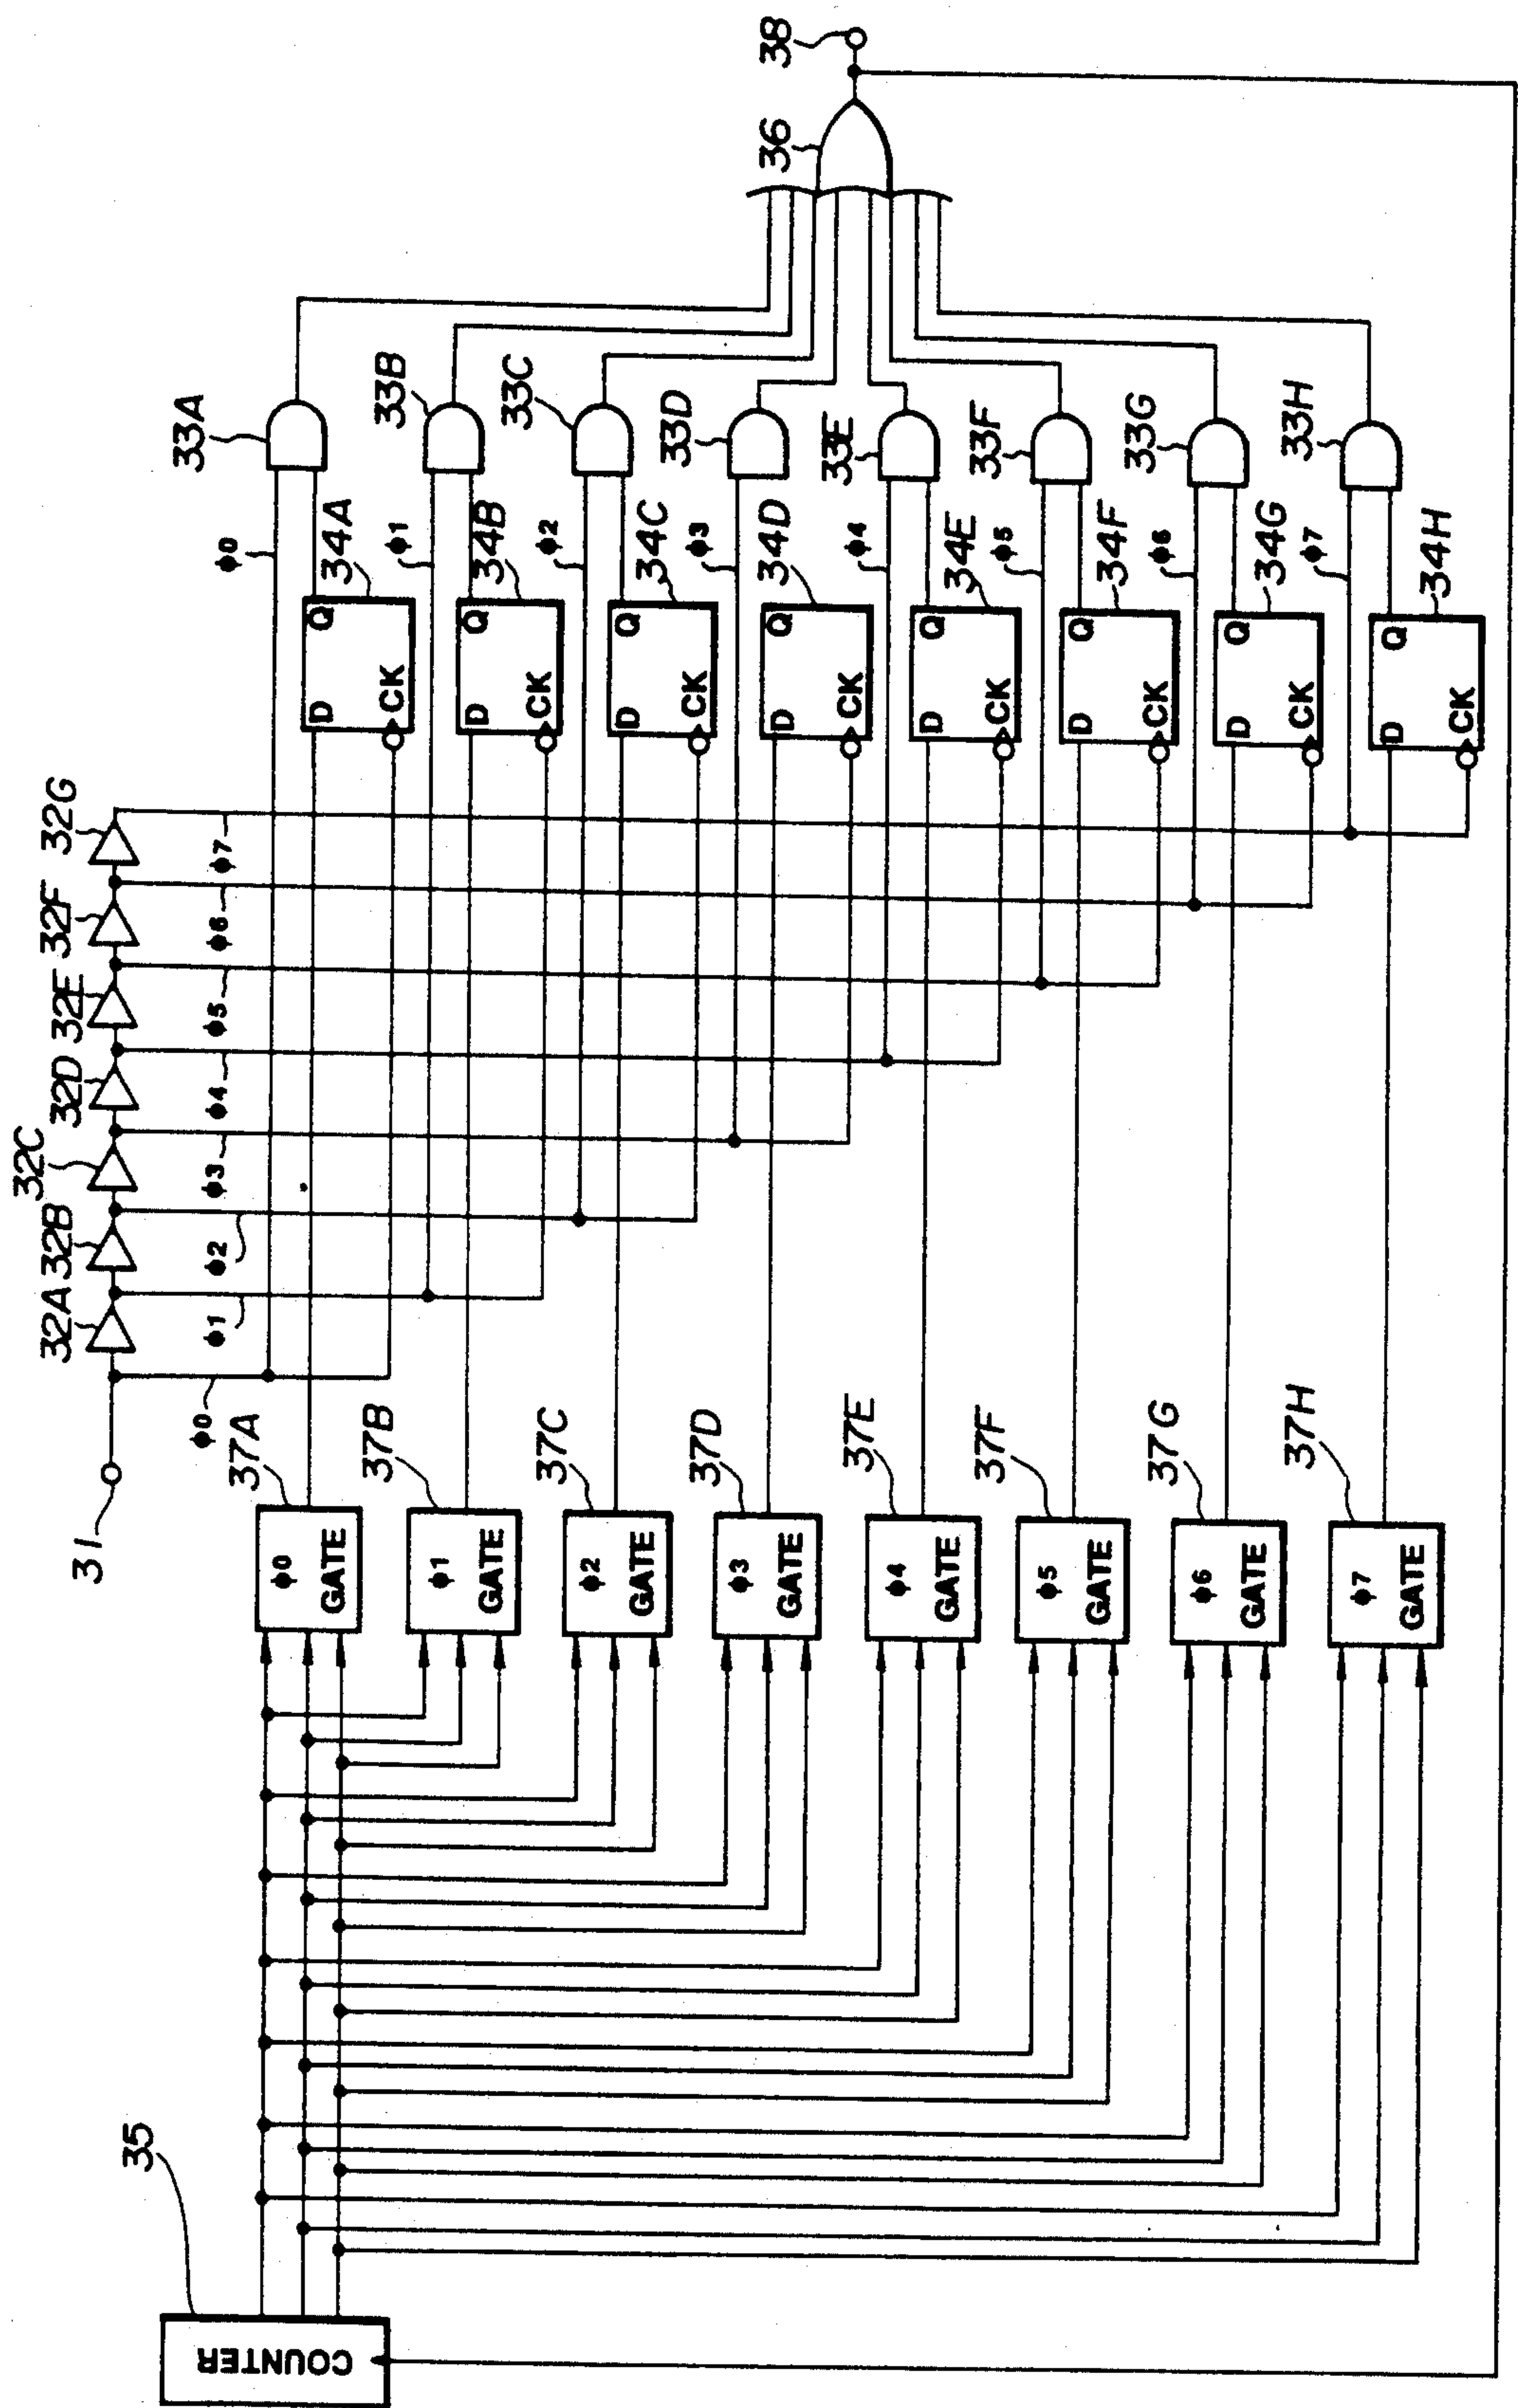 31
32A
32B
32C
32D
32E
32F
32G
φ0
φ1
φ2
φ3
φ4
φ5
φ6
φ7
35
COUNTER
37A
φ0
GATE
37B
φ1
GATE
37C
φ2
GATE
37D
φ3
GATE
37E
φ4
GATE
37F
φ5
GATE
37G
φ6
GATE
37H
φ7
GATE
φ0
D
Q
CK
34A
33A
φ1
D
Q
CK
34B
33B
φ2
D
Q
CK
34C
33C
φ3
D
Q
CK
34D
33D
φ4
D
Q
CK
34E
33E
φ5
D
Q
CK
34F
33F
φ6
D
Q
CK
34G
33G
φ7
D
Q
CK
34H
33H
36
38